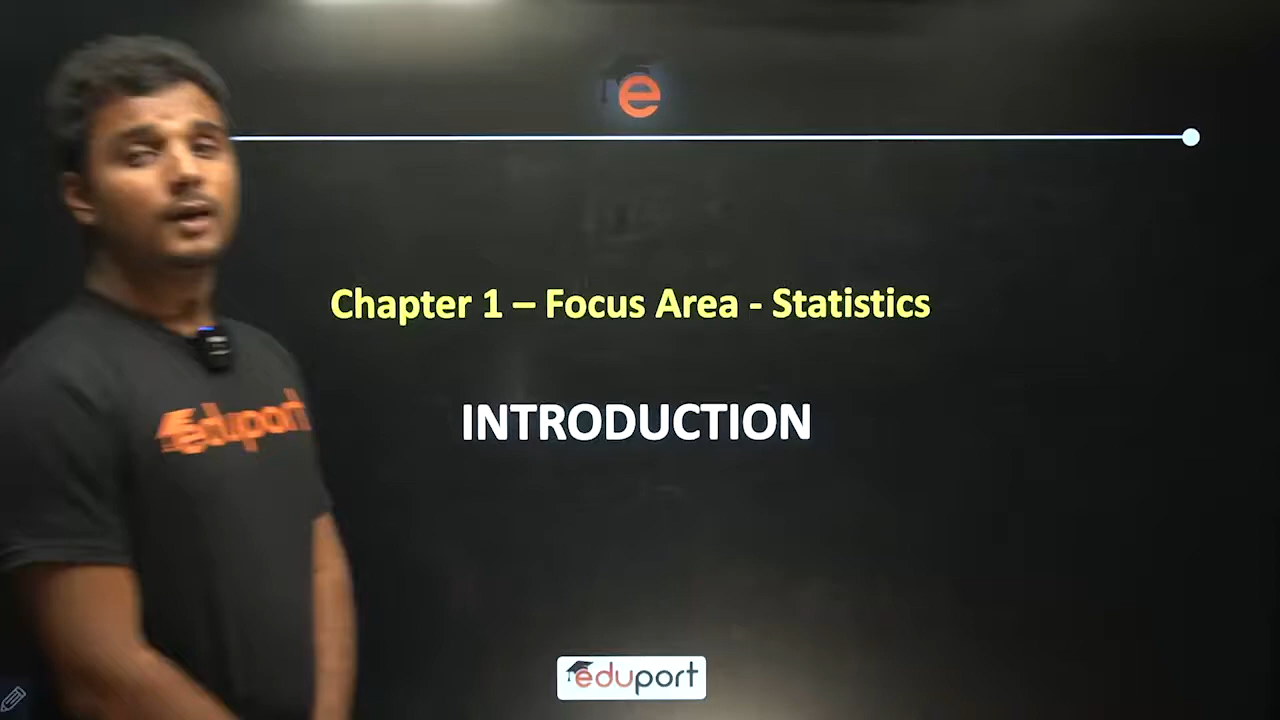 e
Chapter 1 – Focus Area - Statistics
INTRODUCTION
eduport
eduport